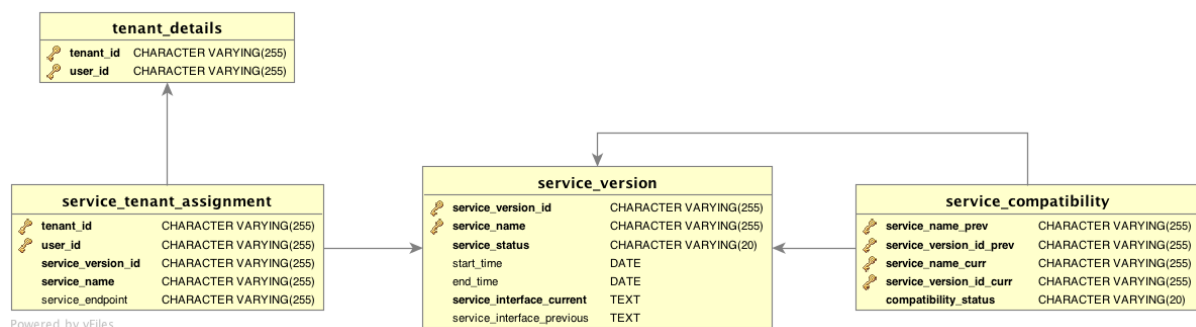 tenant_details
tenant_id CHARACTER VARYING(255)
user_id CHARACTER VARYING(255)
service_tenant_assignment
tenant_id CHARACTER VARYING(255)
user_id CHARACTER VARYING(255)
service_version_id CHARACTER VARYING(255)
service_name CHARACTER VARYING(255)
service_endpoint CHARACTER VARYING(255)
service_version
service_version_id CHARACTER VARYING(255)
service_name CHARACTER VARYING(255)
service_status CHARACTER VARYING(20)
start_time DATE
end_time DATE
service_interface_current TEXT
service_interface_previous TEXT
service_compatibility
service_name_prev CHARACTER VARYING(255)
service_version_id_prev CHARACTER VARYING(255)
service_name_curr CHARACTER VARYING(255)
service_version_id_curr CHARACTER VARYING(255)
compatibility_status CHARACTER VARYING(20)
Powered by yFiles